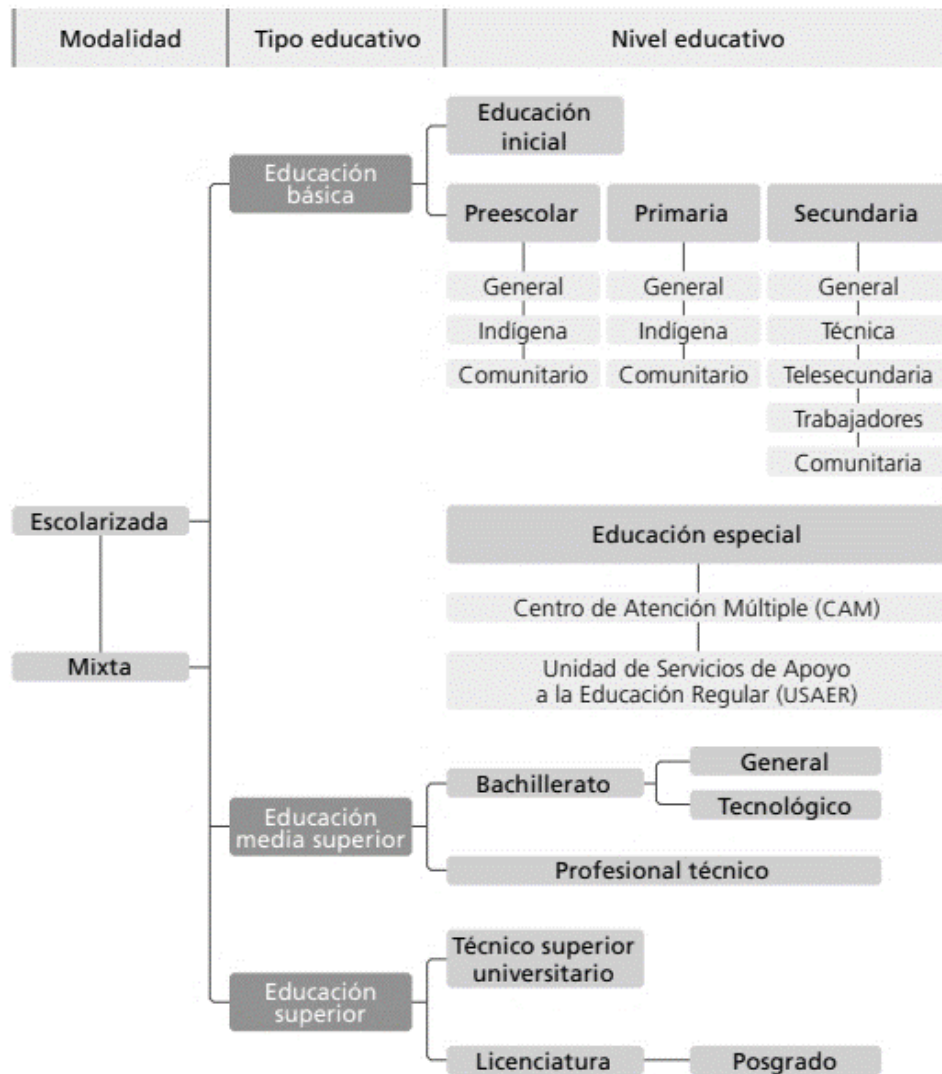 Modalidad
Tipo educativo
Nivel educativo
Educación
inicial
Educación
básica
Preescolar
Primaria
Secundaria
General
General
General
Indígena
Indígena
Técnica
Comunitario
Comunitario
Telesecundaria
Trabajadores
Comunitaria
Escolarizada
Educación especial
Centro de Atención Múltiple (CAM)
Mixta
Unidad de Servicios de Apoyo
a la Educación Regular (USAER)
General
Bachillerato
Tecnológico
Educación
media superior
Profesional técnico
Técnico superior
universitario
Educación
superior
Licenciatura
Posgrado